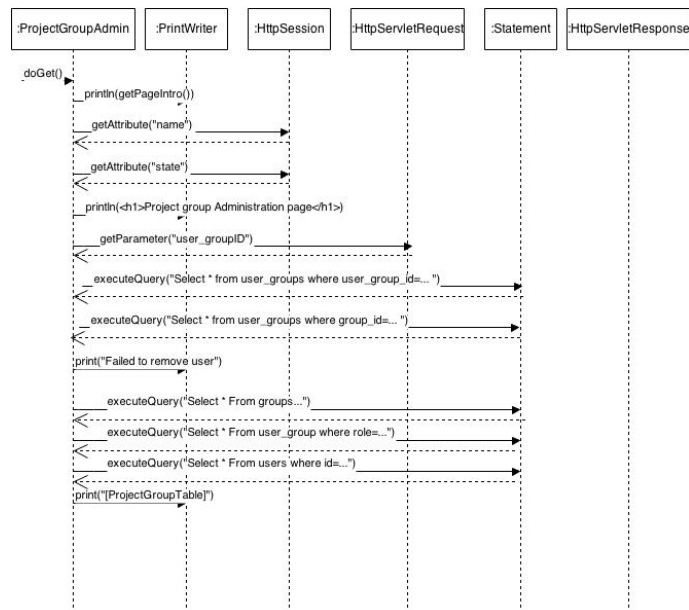 :ProjectGroupAdmin
:PrintWriter
:HttpSession
:HttpServletRequest
:Statement
:HttpServletResponse
doGet()
println(getPageIntro())
getAttribute("name")
getAttribute("state")
println(<h1>Project group Administration page</h1>)
getParameter("user_groupID")
executeQuery("Select * from user_groups where user_group_id=... ")
executeQuery("Select * from user_groups where group_id=... ")
print("Failed to remove user")
executeQuery("Select * From groups...")
executeQuery("Select * From user_group where role=...")
executeQuery("Select * From users where id=...")
print("[ProjectGroupTable]")